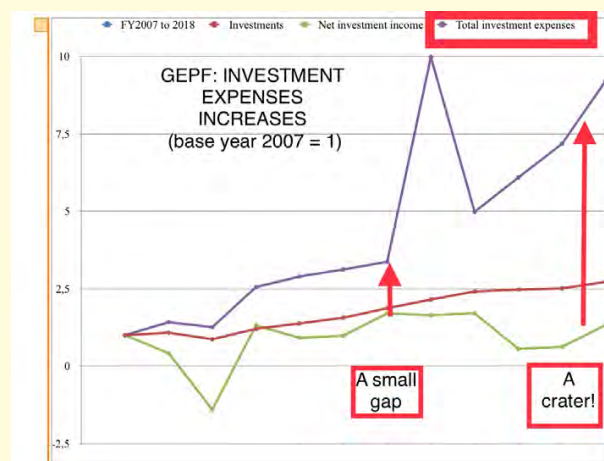 FY2007 to 2018 Investments Net investment income Total investment expenses
10
GEPF: INVESTMENT
EXPENSES
INCREASES
(base year 2007 = 1)
7,5
5
2,5
0
A small
gap
A
crater!
-2,5